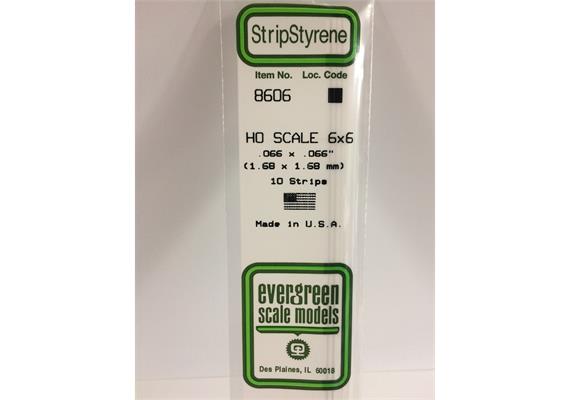 StripStyrene
Item No. Loc. Code
8606
HO SCALE 6x6
.066 x .066"
(1.68 x 1.68 mm)
10 Strips
Made in U.S.A.
evergreen
scale models
Des Plaines, IL 60018